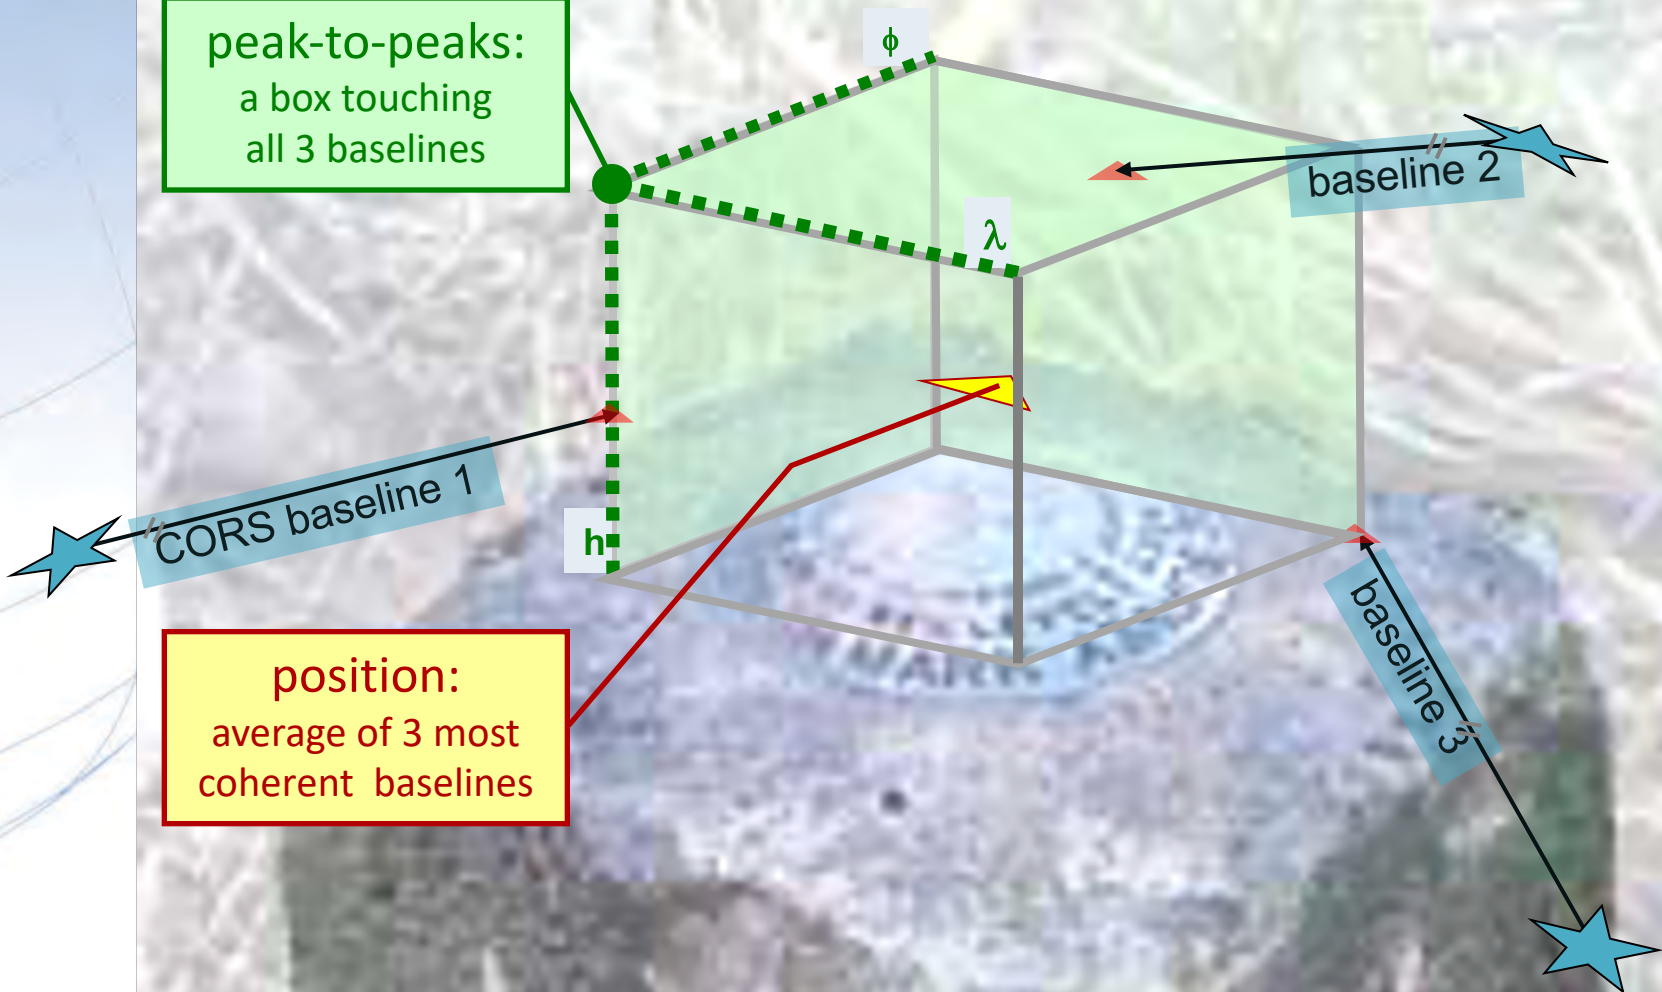 peak-to-peaks:
a box touching
all 3 baselines
ϕ
baseline 2
λ
CORS baseline 1
h
baseline 3
position:
average of 3 most
coherent baselines